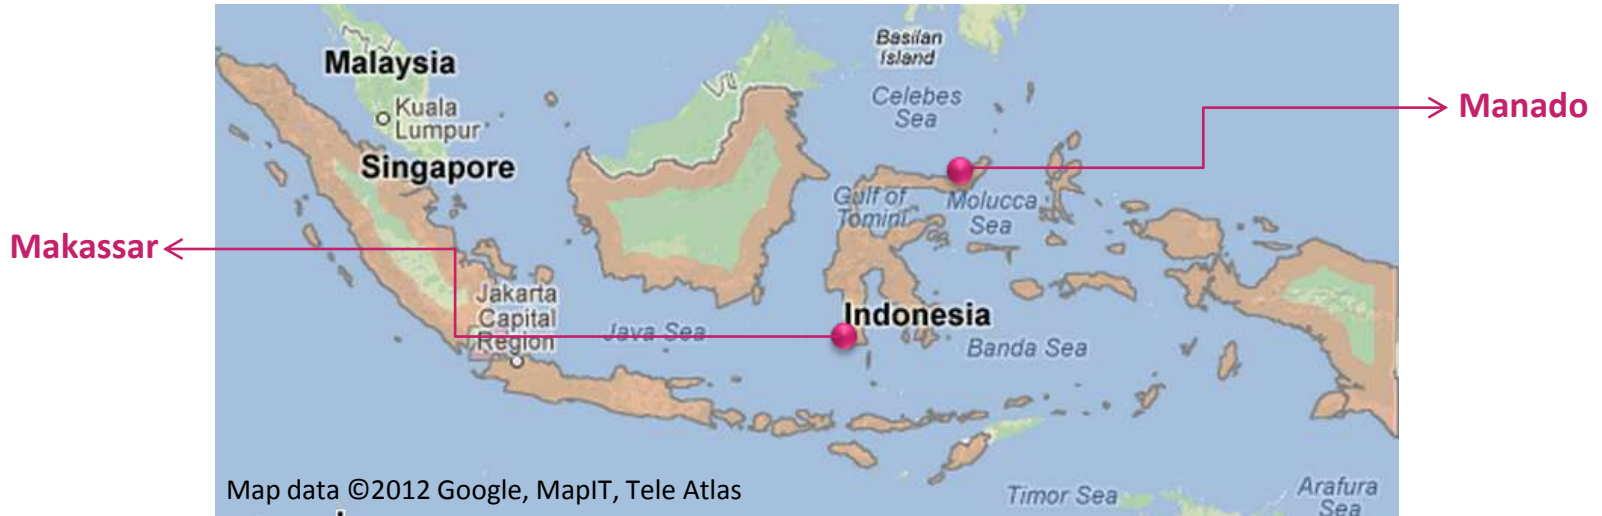 Basilan
Island
Malaysia
Celebes
Sea
Kuala
Lumpur
Manado
Singapore
Gulf of
Tomini
Molucca
Sea
Makassar
Jakarta
Capital
Region
Indonesia
Java Sea
Banda Sea
Map data ©2012 Google, MapIT, Tele Atlas
Timor Sea
Arafura
Sea